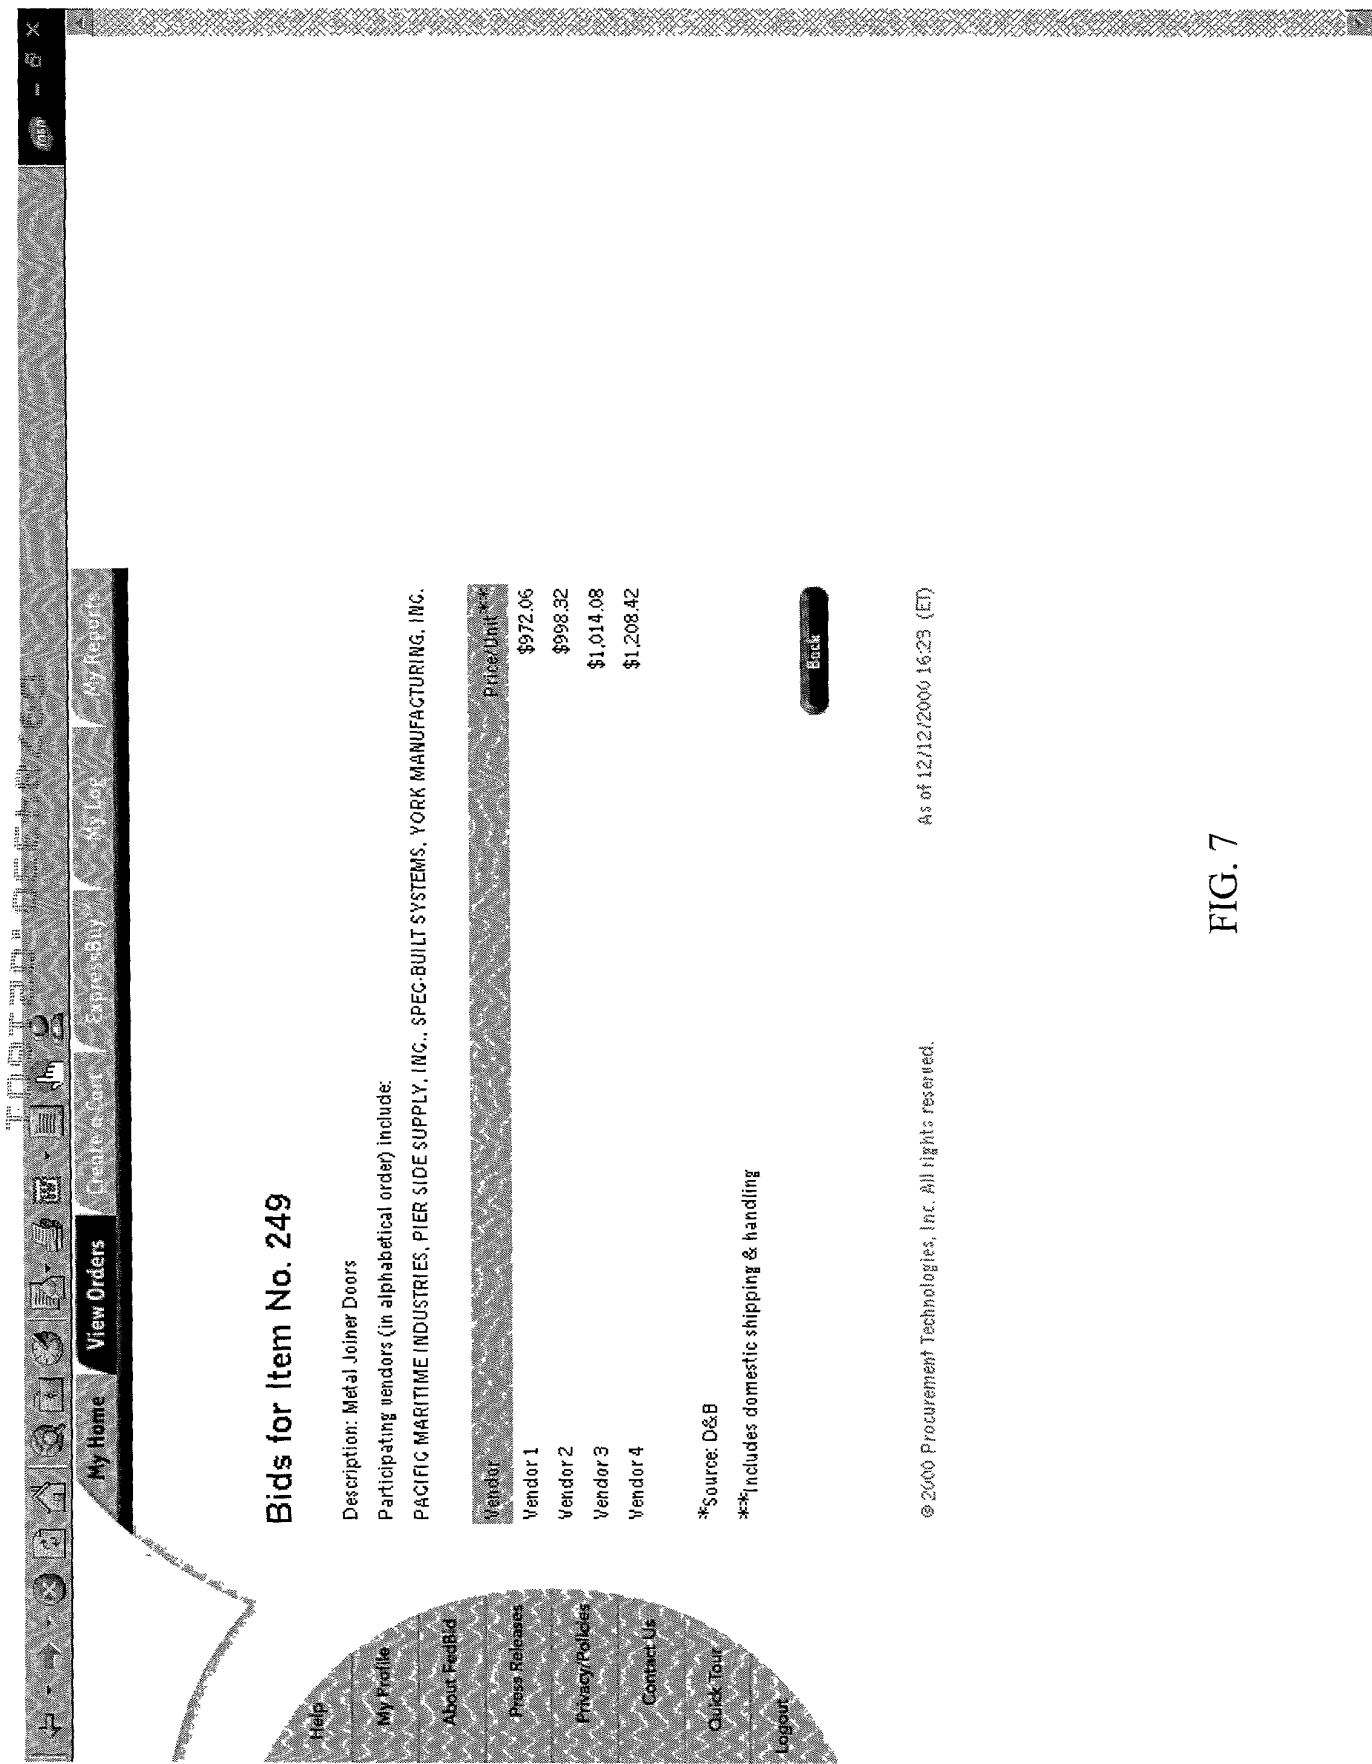 msn
My Home
View Orders
Create a Cart
ExpressBuy
My Log
My Reports
Help
My Profile
About FedBid
Press Releases
Privacy/Policies
Contact Us
Quick Tour
Logout
Bids for Item No. 249
Description: Metal Joiner Doors
Participating vendors (in alphabetical order) include:
PACIFIC MARITIME INDUSTRIES, PIER SIDE SUPPLY, INC., SPEC-BUILT SYSTEMS, YORK MANUFACTURING, INC.
Vendor Price/Unit**
Vendor 1 $972.06
Vendor 2 $998.32
Vendor 3 $1,014.08
Vendor 4 $1,208.42
*Source: D&B
**Includes domestic shipping & handling
Back
© 2000 Procurement Technologies, Inc. All rights reserved. As of 12/12/2000 16:23 (ET)
FIG. 7